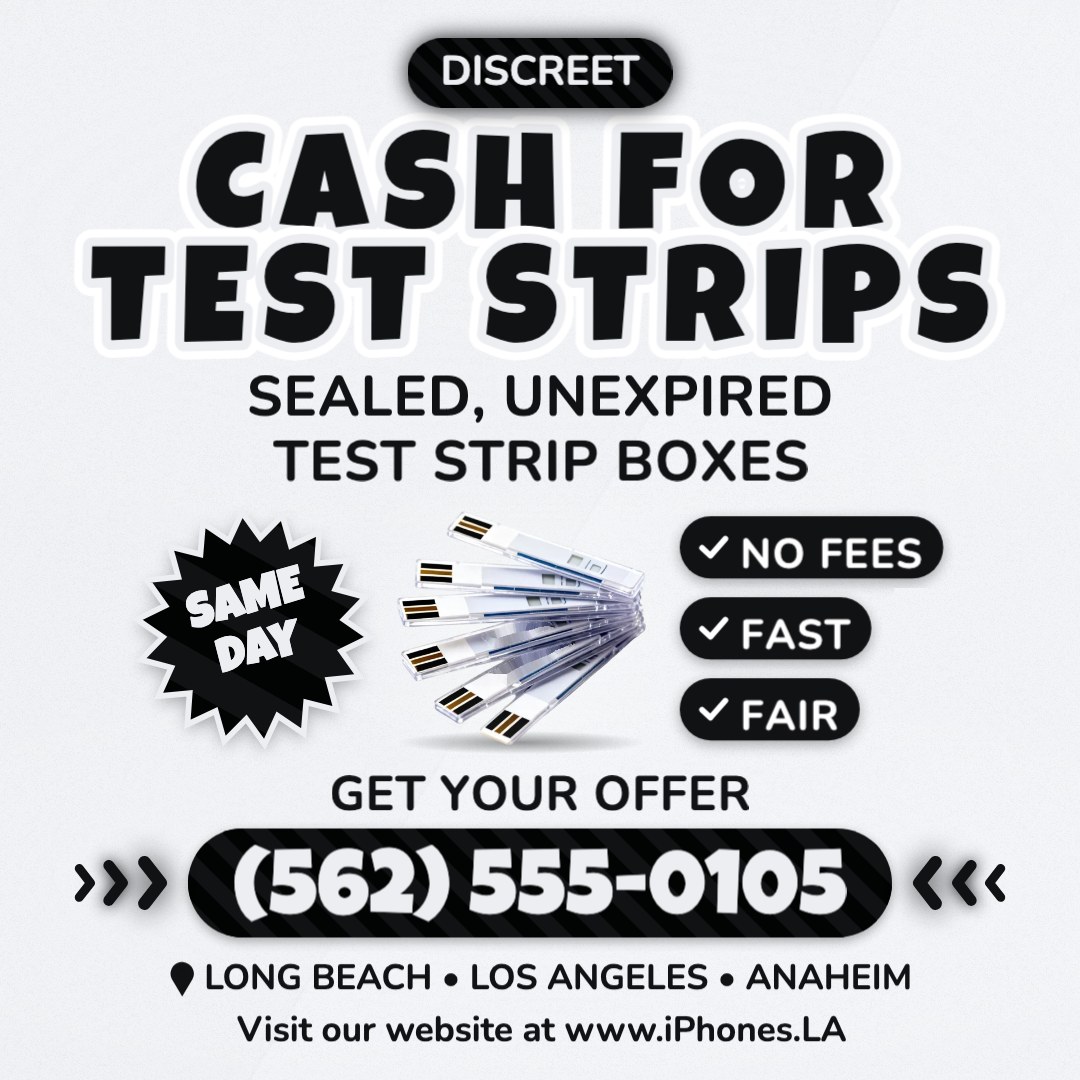 DISCREET
CASH FOR
TEST STRIPS
SEALED, UNEXPIRED
TEST STRIP BOXES
SAME
DAY
NO FEES
FAST
FAIR
GET YOUR OFFER
(562) 555-0105
LONG BEACH • LOS ANGELES • ANAHEIM
Visit our website at www.iPhones.LA